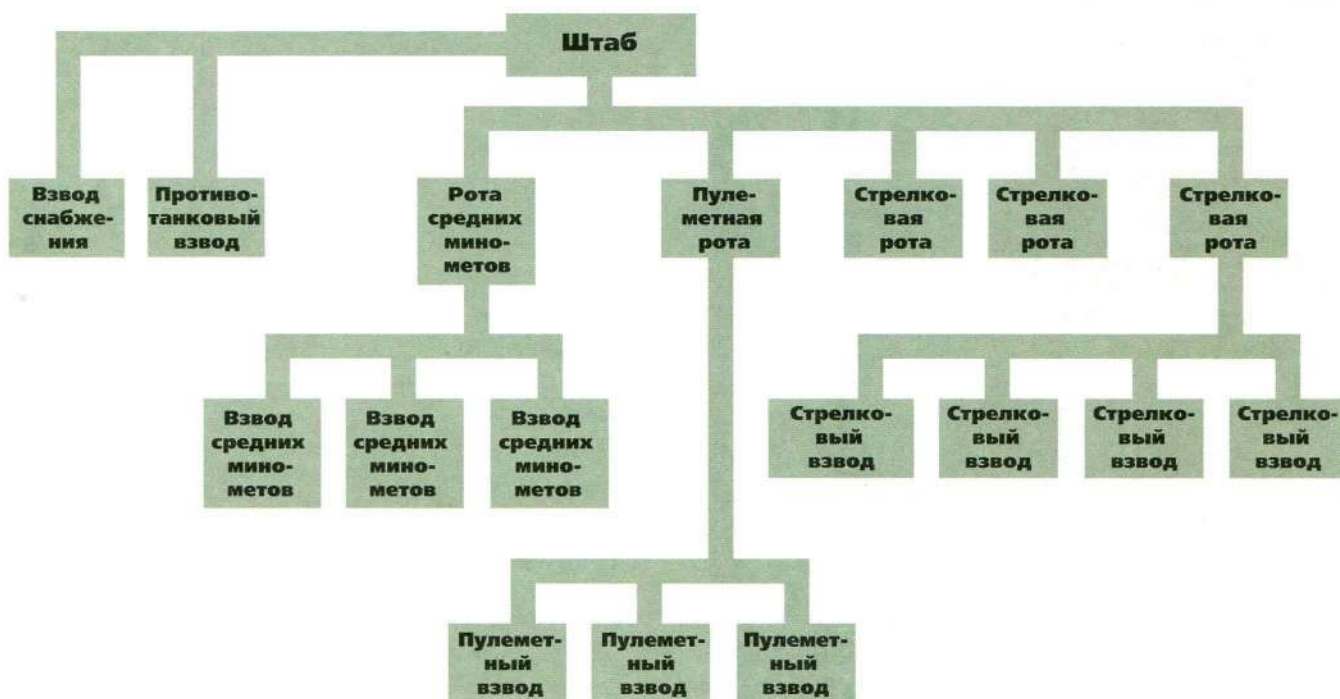 Штаб
Взвод
снабже-
ния
Противо-
танковый
взвод
Рота
средних
мино-
метов
Пуле-
метная
рота
Стрелко-
вая
рота
Стрелко-
вая
рота
Стрелко-
вая
рота
Взвод
средних
мино-
метов
Взвод
средних
мино-
метов
Взвод
средних
мино-
метов
Стрелко-
вый
взвод
Стрелко-
вый
взвод
Стрелко-
вый
взвод
Стрелко-
вый
взвод
Пулемет-
ный
взвод
Пулемет-
ный
взвод
Пулемет-
ный
взвод